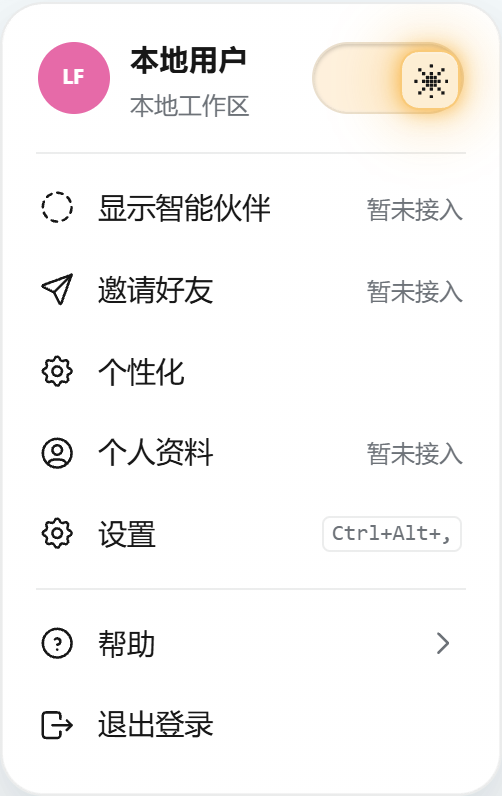 LF
本地用户
本地工作区
显示智能伙伴 暂未接入
邀请好友 暂未接入
个性化
个人资料 暂未接入
设置 Ctrl+Alt+,
帮助
退出登录